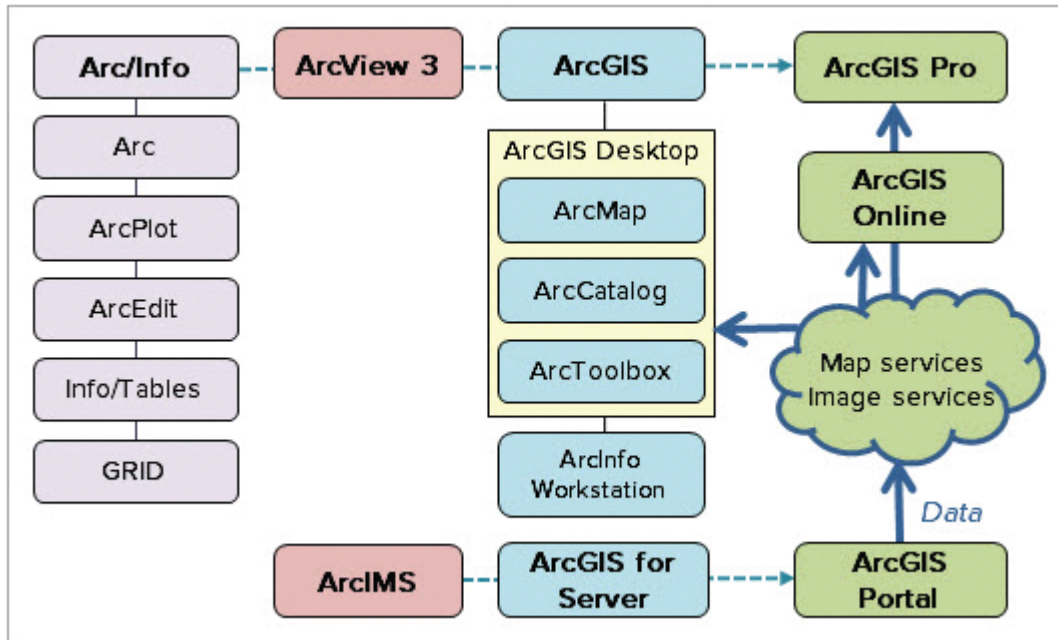 Arc/Info
Arc
ArcPlot
ArcEdit
Info/Tables
GRID
ArcView 3
ArcGIS
ArcGIS Desktop
ArcMap
ArcCatalog
ArcToolbox
ArcInfo
Workstation
ArcGIS Pro
ArcGIS
Online
Map services
Image services
Data
ArcIMS
ArcGIS for
Server
ArcGIS
Portal